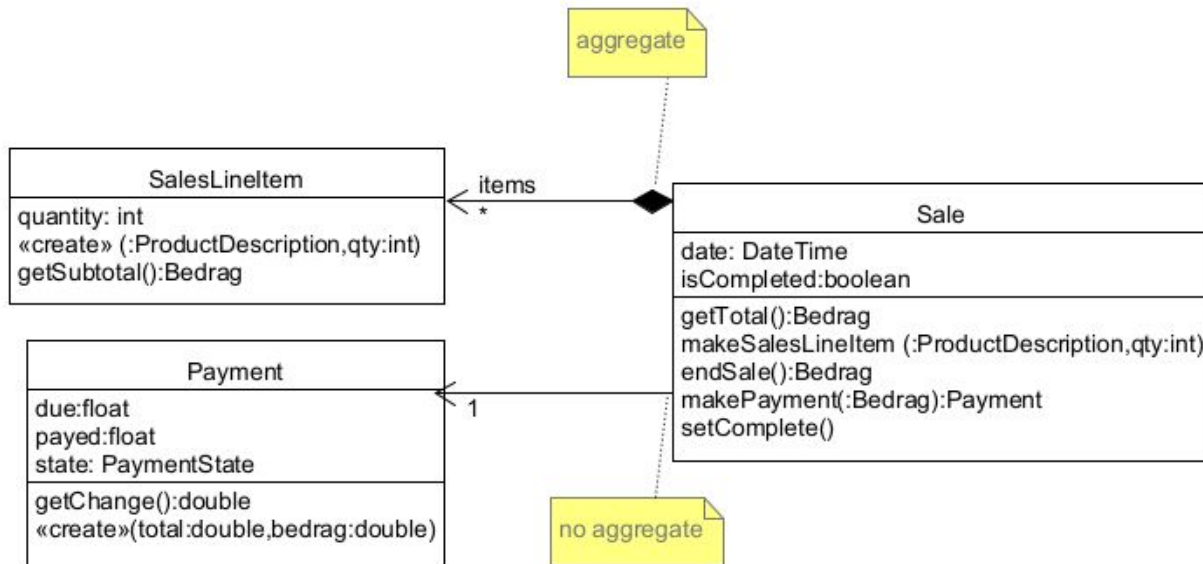 aggregate
SalesLineItem
quantity: int
«create» (:ProductDescription,qty:int)
getSubtotal():Bedrag
items
*
Sale
date: DateTime
isCompleted:boolean
getTotal():Bedrag
makeSalesLineItem (:ProductDescription,qty:int)
endSale():Bedrag
makePayment(:Bedrag):Payment
setComplete()
Payment
due:float
payed:float
state: PaymentState
getChange():double
«create»(total:double,bedrag:double)
1
no aggregate